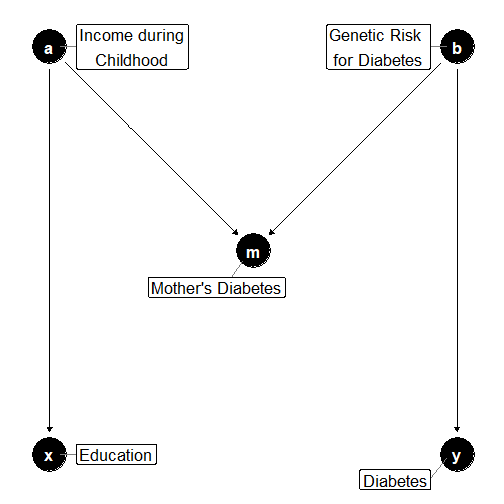 a
Income during
Childhood
Genetic Risk
for Diabetes
b
m
Mother's Diabetes
x
Education
y
Diabetes